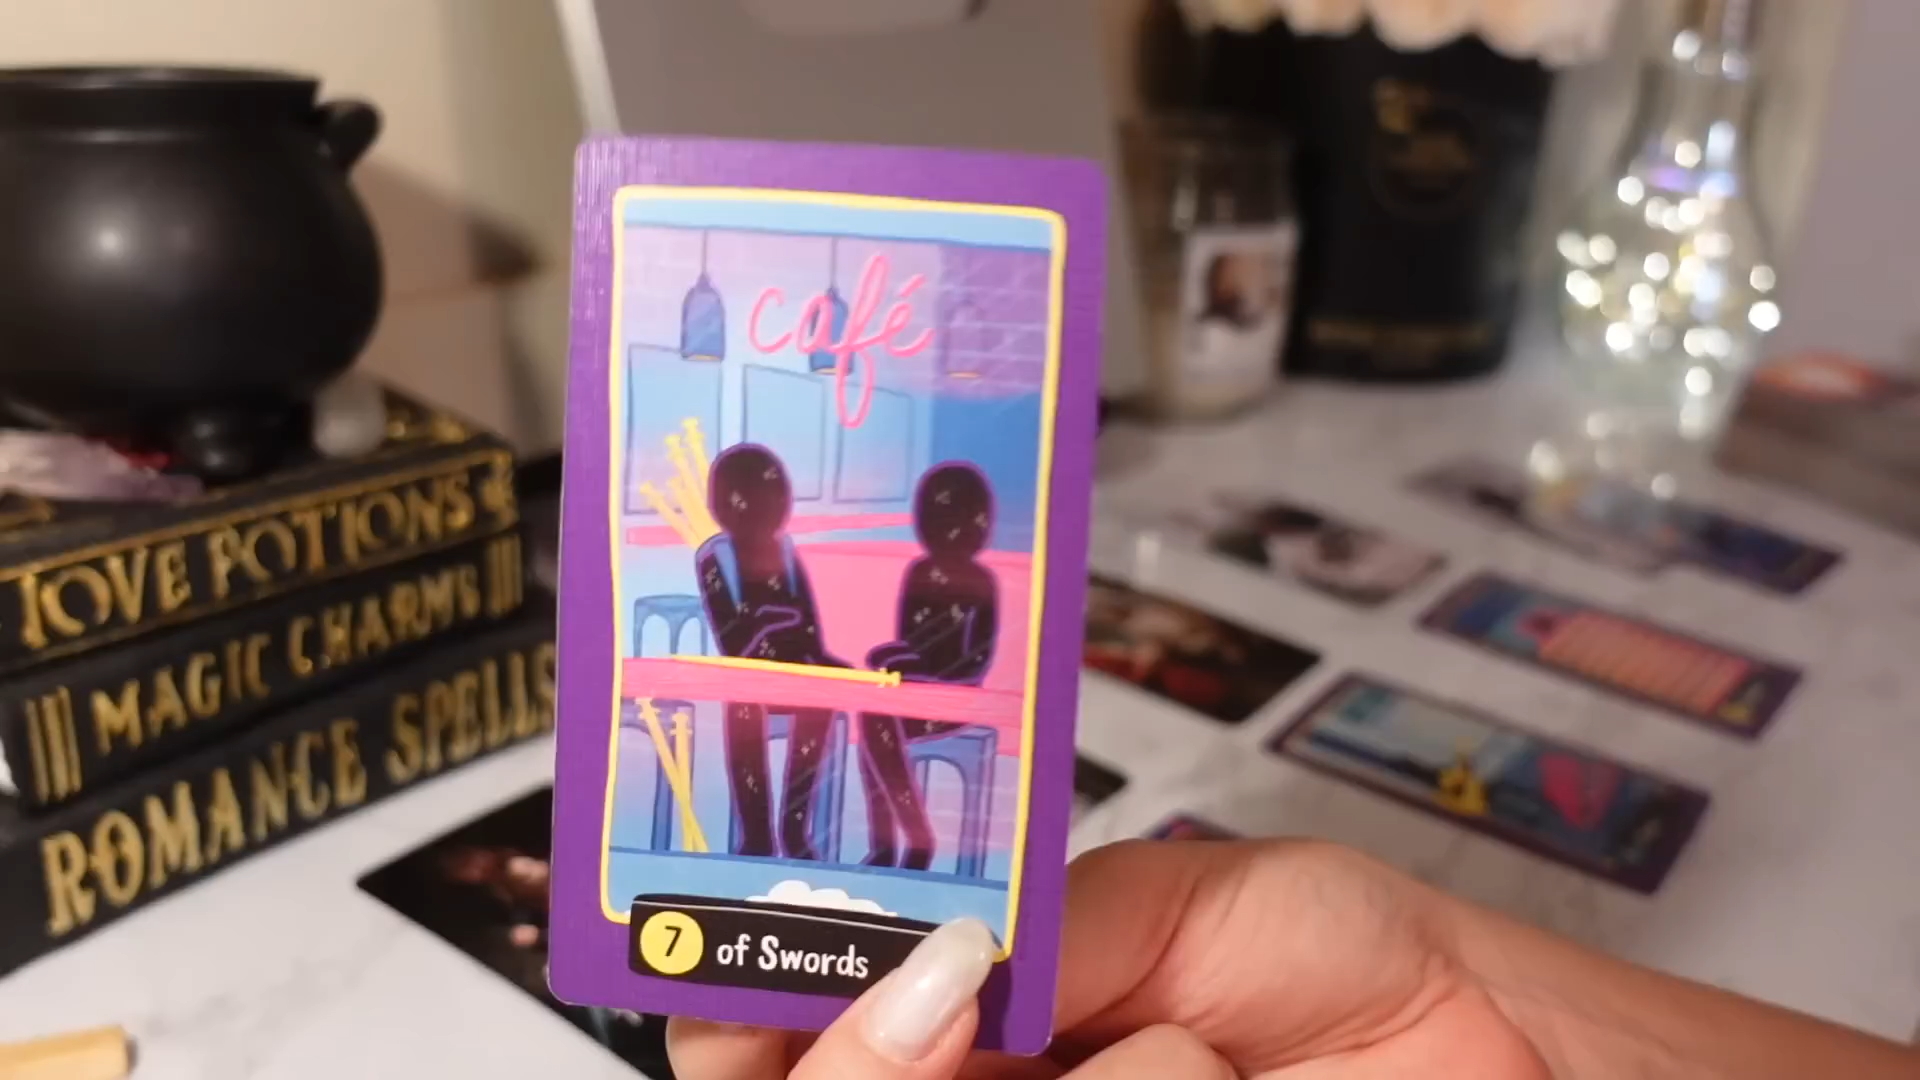 café
7 of Swords
LOVE POTIONS
MAGIC CHARMS
ROMANCE SPELLS